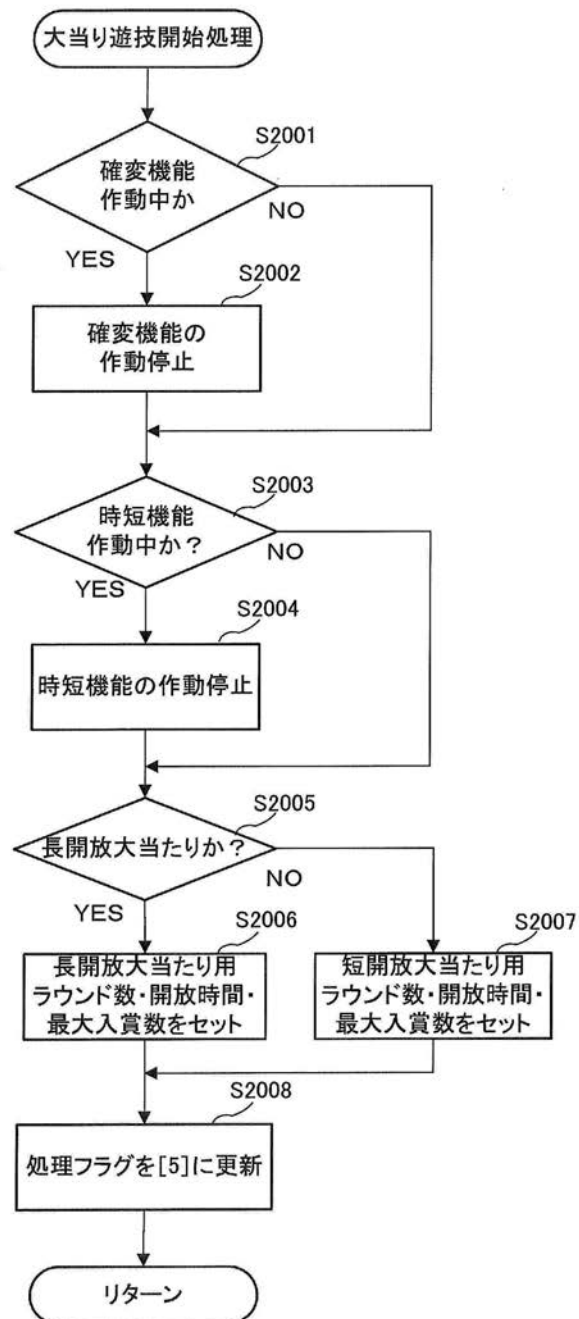 大当り遊技開始処理
S2001
確変機能
作動中か
NO
YES
S2002
確変機能の
作動停止
S2003
時短機能
作動中か？
NO
YES
S2004
時短機能の作動停止
S2005
長開放大当たりか？
NO
YES
S2006
長開放大当たり用
ラウンド数・開放時間・
最大入賞数をセット
S2007
短開放大当たり用
ラウンド数・開放時間・
最大入賞数をセット
S2008
処理フラグを[5]に更新
リターン